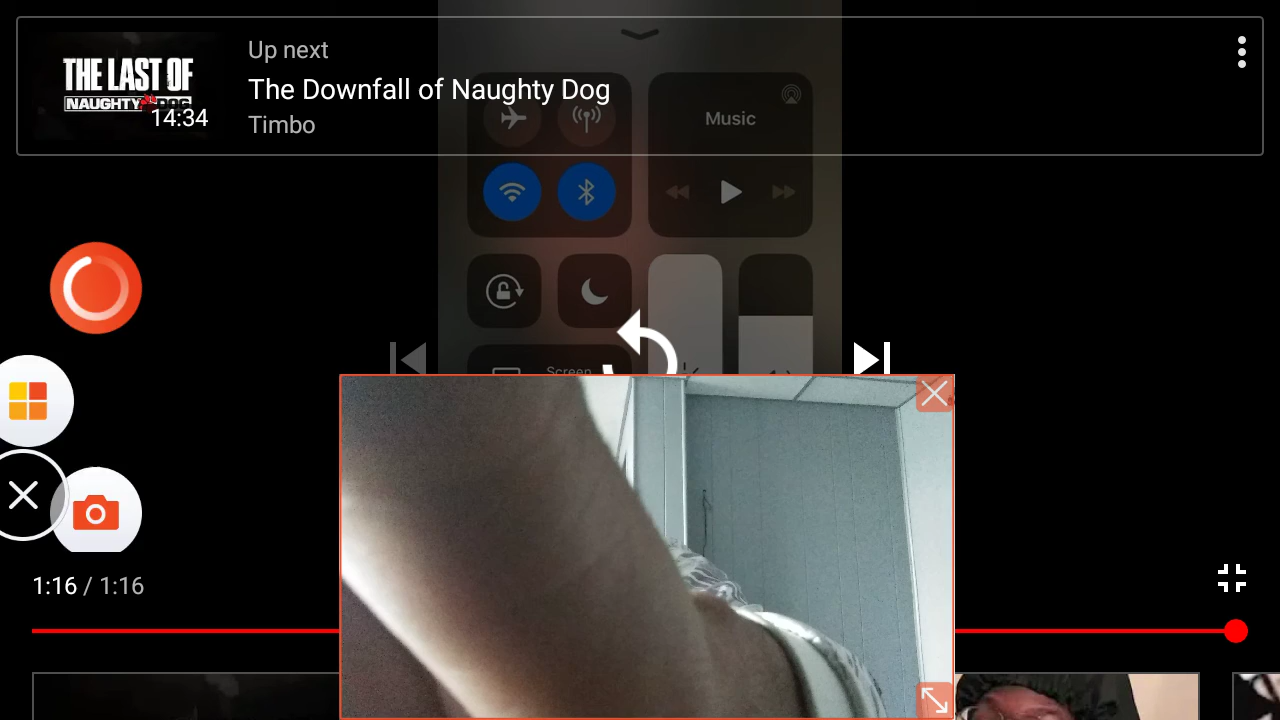 Up next
The Downfall of Naughty Dog
Timbo
THE LAST OF
NAUGHTY DOG
14:34
Music
Screen
1:16 / 1:16